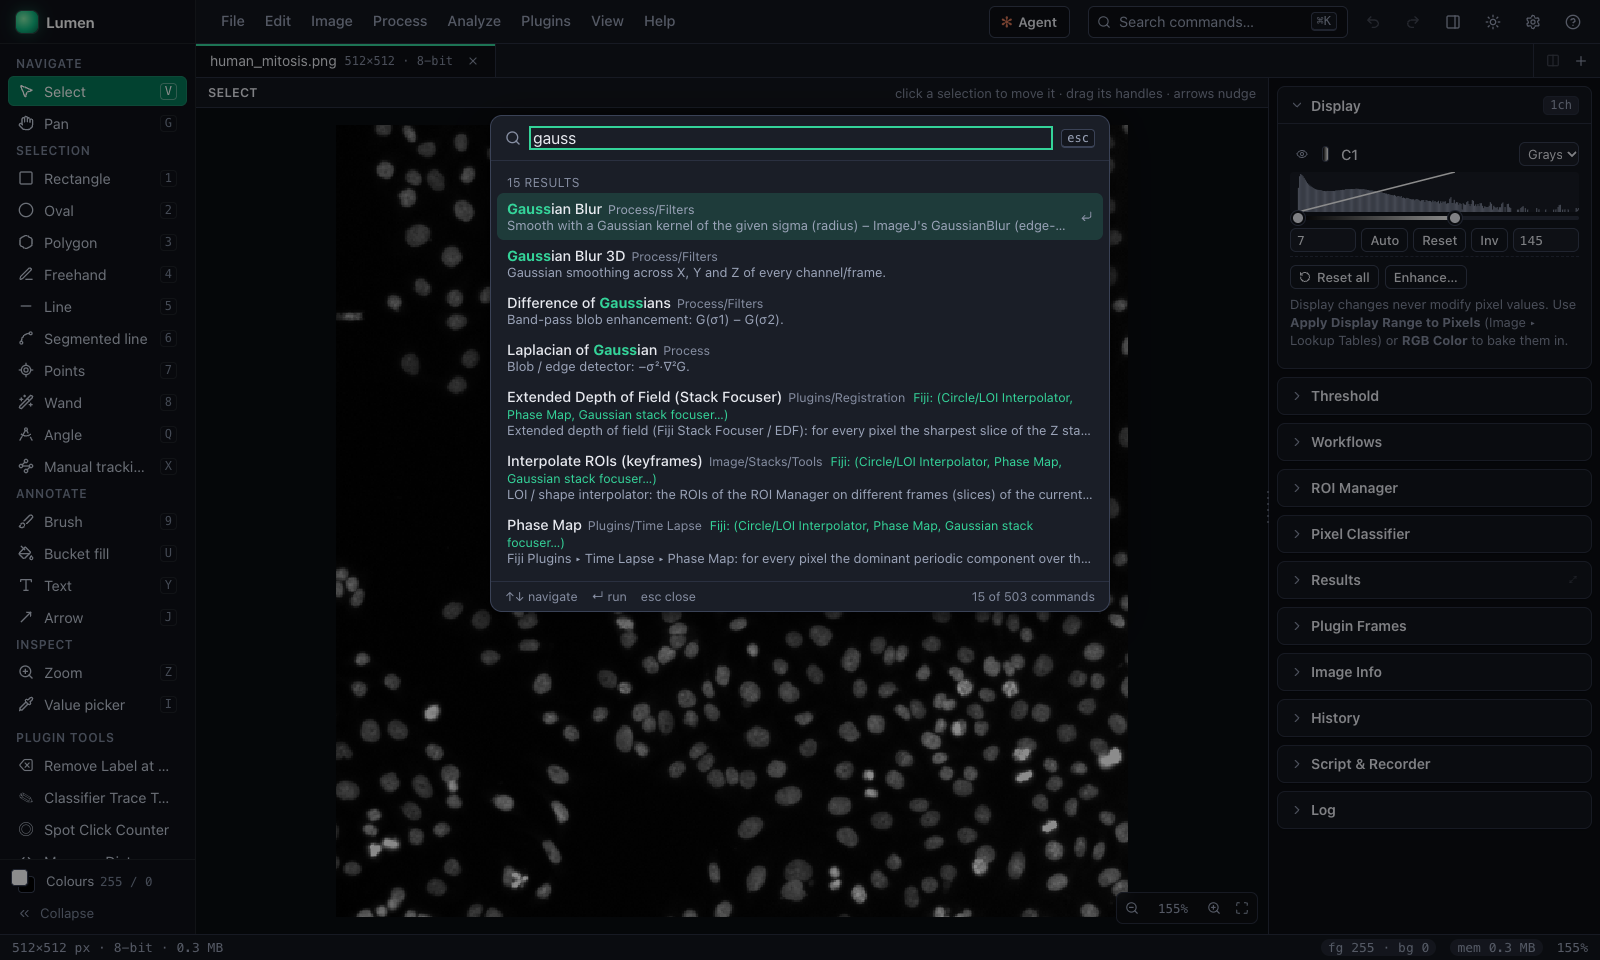 Lumen
File Edit Image Process Analyze Plugins View Help
Agent
Search commands... ⌘K
NAVIGATE
Select V
Pan G
SELECTION
Rectangle 1
Oval 2
Polygon 3
Freehand 4
Line 5
Segmented line 6
Points 7
Wand 8
Angle Q
Manual tracki... X
ANNOTATE
Brush 9
Bucket fill U
Text Y
Arrow J
INSPECT
Zoom Z
Value picker I
PLUGIN TOOLS
Remove Label at ...
Classifier Trace T...
Spot Click Counter
Colours 255 / 0
Collapse
human_mitosis.png 512×512 · 8-bit ×
SELECT
click a selection to move it · drag its handles · arrows nudge
gauss esc
15 RESULTS
Gaussian Blur Process/Filters
Smooth with a Gaussian kernel of the given sigma (radius) – ImageJ's GaussianBlur (edge-...
Gaussian Blur 3D Process/Filters
Gaussian smoothing across X, Y and Z of every channel/frame.
Difference of Gaussians Process/Filters
Band-pass blob enhancement: G(σ1) – G(σ2).
Laplacian of Gaussian Process
Blob / edge detector: −σ²·∇²G.
Extended Depth of Field (Stack Focuser) Plugins/Registration Fiji: (Circle/LOI Interpolator,
Phase Map, Gaussian stack focuser...)
Extended depth of field (Fiji Stack Focuser / EDF): for every pixel the sharpest slice of the Z sta...
Interpolate ROIs (keyframes) Image/Stacks/Tools Fiji: (Circle/LOI Interpolator, Phase Map,
Gaussian stack focuser...)
LOI / shape interpolator: the ROIs of the ROI Manager on different frames (slices) of the current...
Phase Map Plugins/Time Lapse Fiji: (Circle/LOI Interpolator, Phase Map, Gaussian stack
focuser...)
Fiji Plugins ▸ Time Lapse ▸ Phase Map: for every pixel the dominant periodic component over th...
↑↓ navigate ↵ run esc close
15 of 503 commands
155%
Display 1ch
C1 Grays
7 Auto Reset Inv 145
Reset all Enhance...
Display changes never modify pixel values. Use
Apply Display Range to Pixels (Image ▸
Lookup Tables) or RGB Color to bake them in.
Threshold
Workflows
ROI Manager
Pixel Classifier
Results
Plugin Frames
Image Info
History
Script & Recorder
Log
512×512 px · 8-bit · 0.3 MB
fg 255 · bg 0 mem 0.3 MB 155%